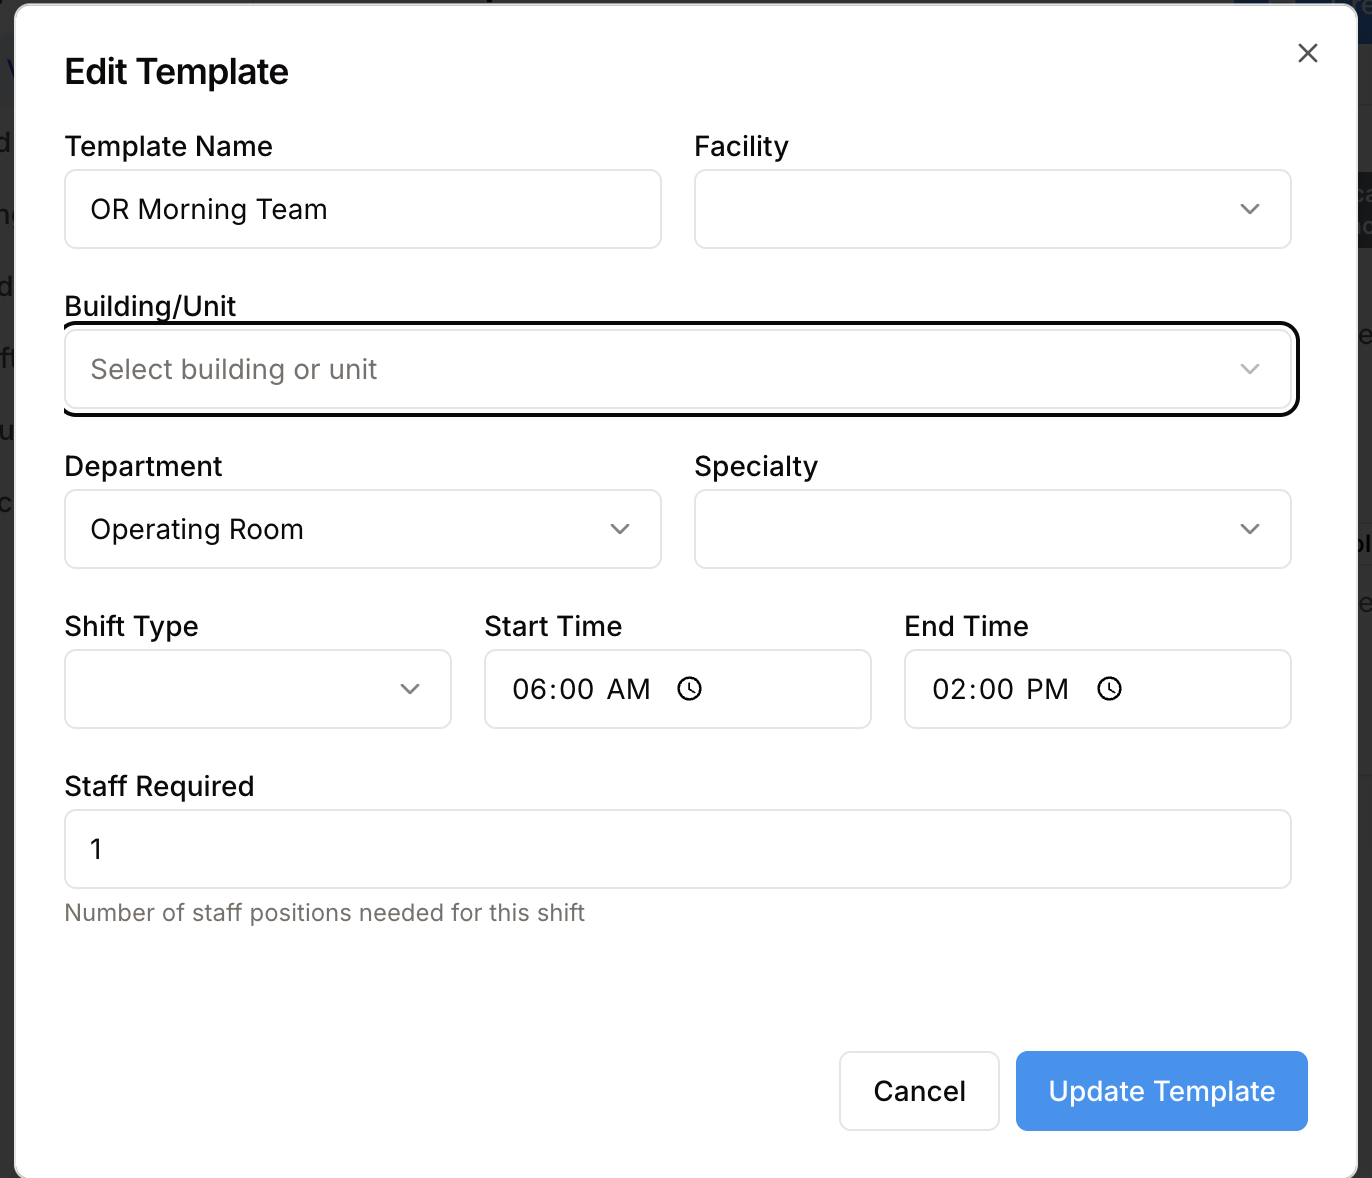 Edit Template
Template Name
Facility
OR Morning Team
Building/Unit
Select building or unit
Department
Specialty
Operating Room
Shift Type
Start Time
End Time
06:00 AM
02:00 PM
Staff Required
1
Number of staff positions needed for this shift
Cancel
Update Template